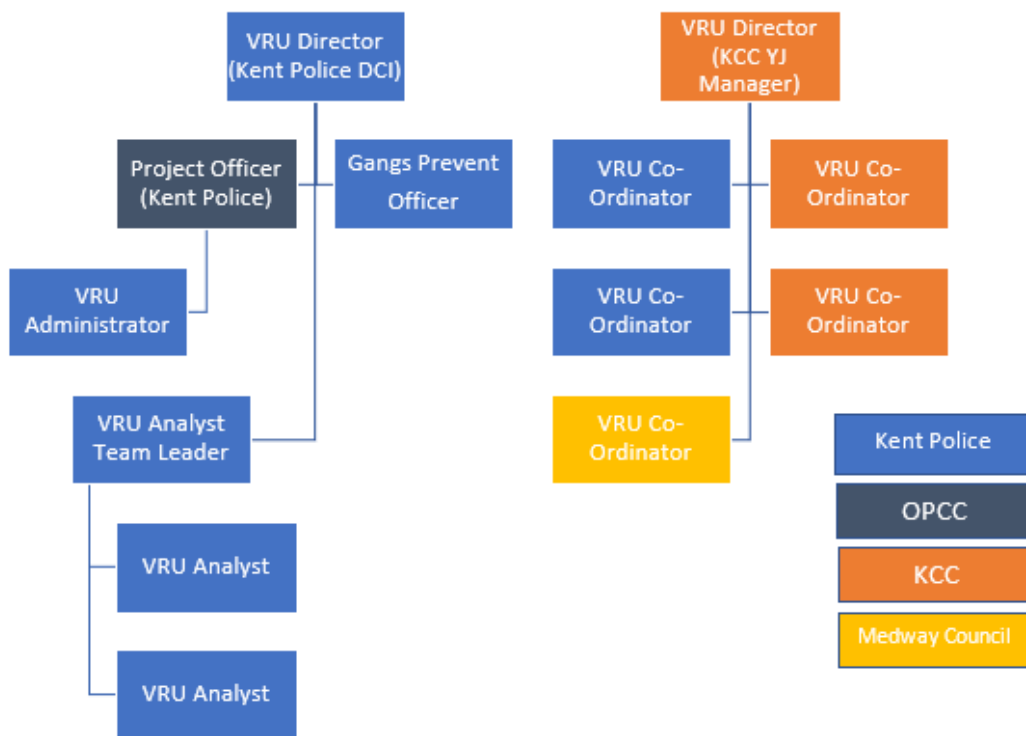 VRU Director
(Kent Police DCI)
Project Officer
(Kent Police)
Gangs Prevent
Officer
VRU
Administrator
VRU Analyst
Team Leader
VRU Analyst
VRU Analyst
VRU Director
(KCC YJ
Manager)
VRU Co-
Ordinator
VRU Co-
Ordinator
VRU Co-
Ordinator
VRU Co-
Ordinator
VRU Co-
Ordinator
Kent Police
OPCC
KCC
Medway Council